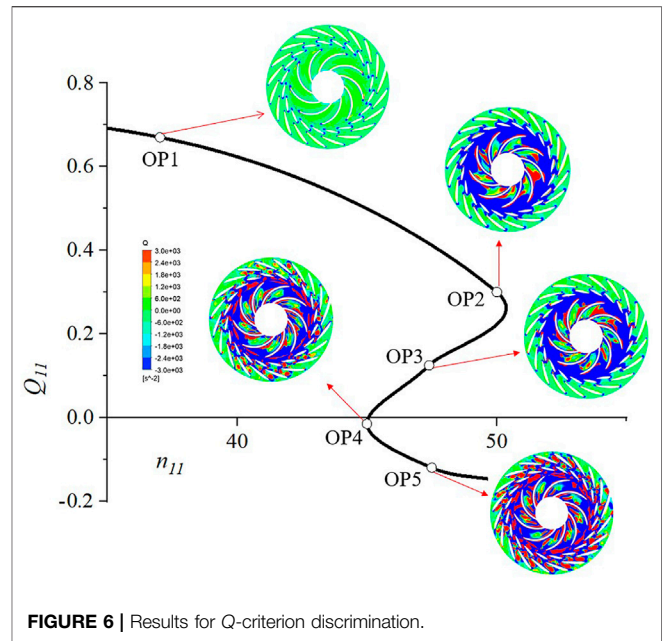 0.8
0.6
0.4
0.2
0.0
-0.2
Q11
40
50
n11
OP1
OP2
OP3
OP4
OP5
Q
3.0e+03
2.4e+03
1.8e+03
1.2e+03
6.0e+02
0.0e+00
-6.0e+02
-1.2e+03
-1.8e+03
-2.4e+03
-3.0e+03
[s^-2]
FIGURE 6 | Results for Q-criterion discrimination.